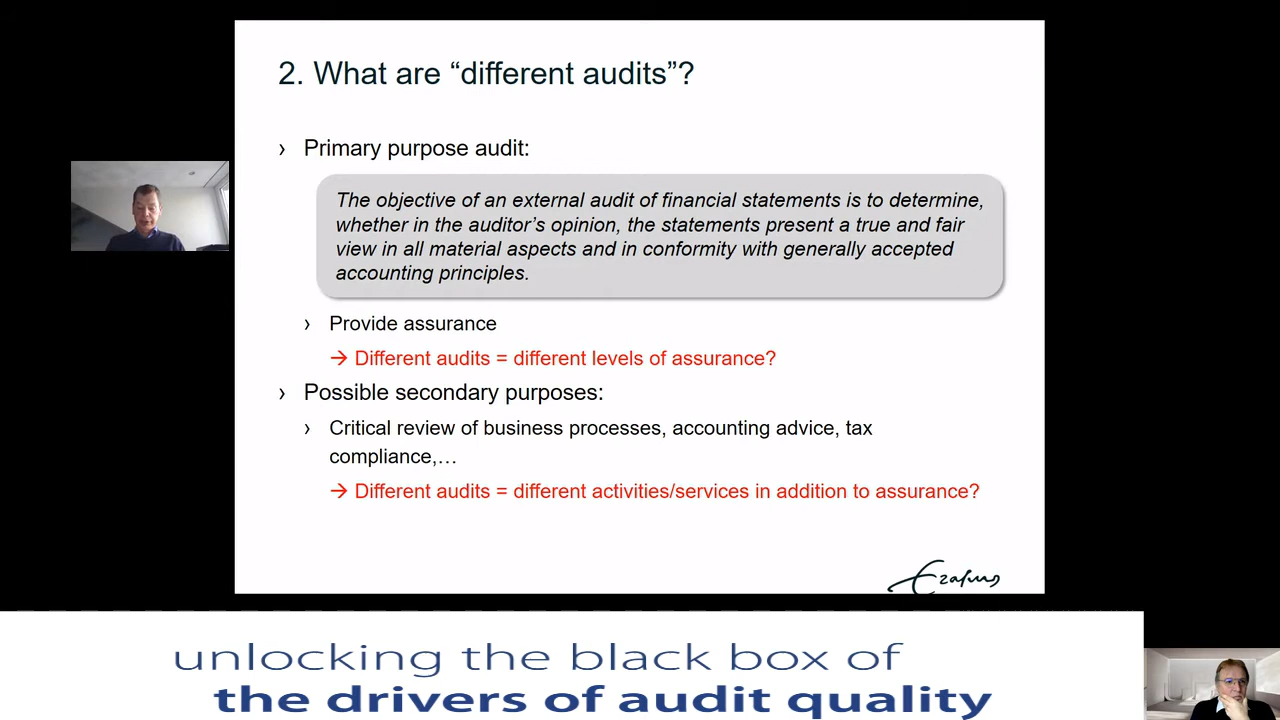 2. What are “different audits”?
› Primary purpose audit:
The objective of an external audit of financial statements is to determine,
whether in the auditor’s opinion, the statements present a true and fair
view in all material aspects and in conformity with generally accepted
accounting principles.
› Provide assurance
→ Different audits = different levels of assurance?
› Possible secondary purposes:
› Critical review of business processes, accounting advice, tax
compliance,…
→ Different audits = different activities/services in addition to assurance?
Erasmus
unlocking the black box of
the drivers of audit quality